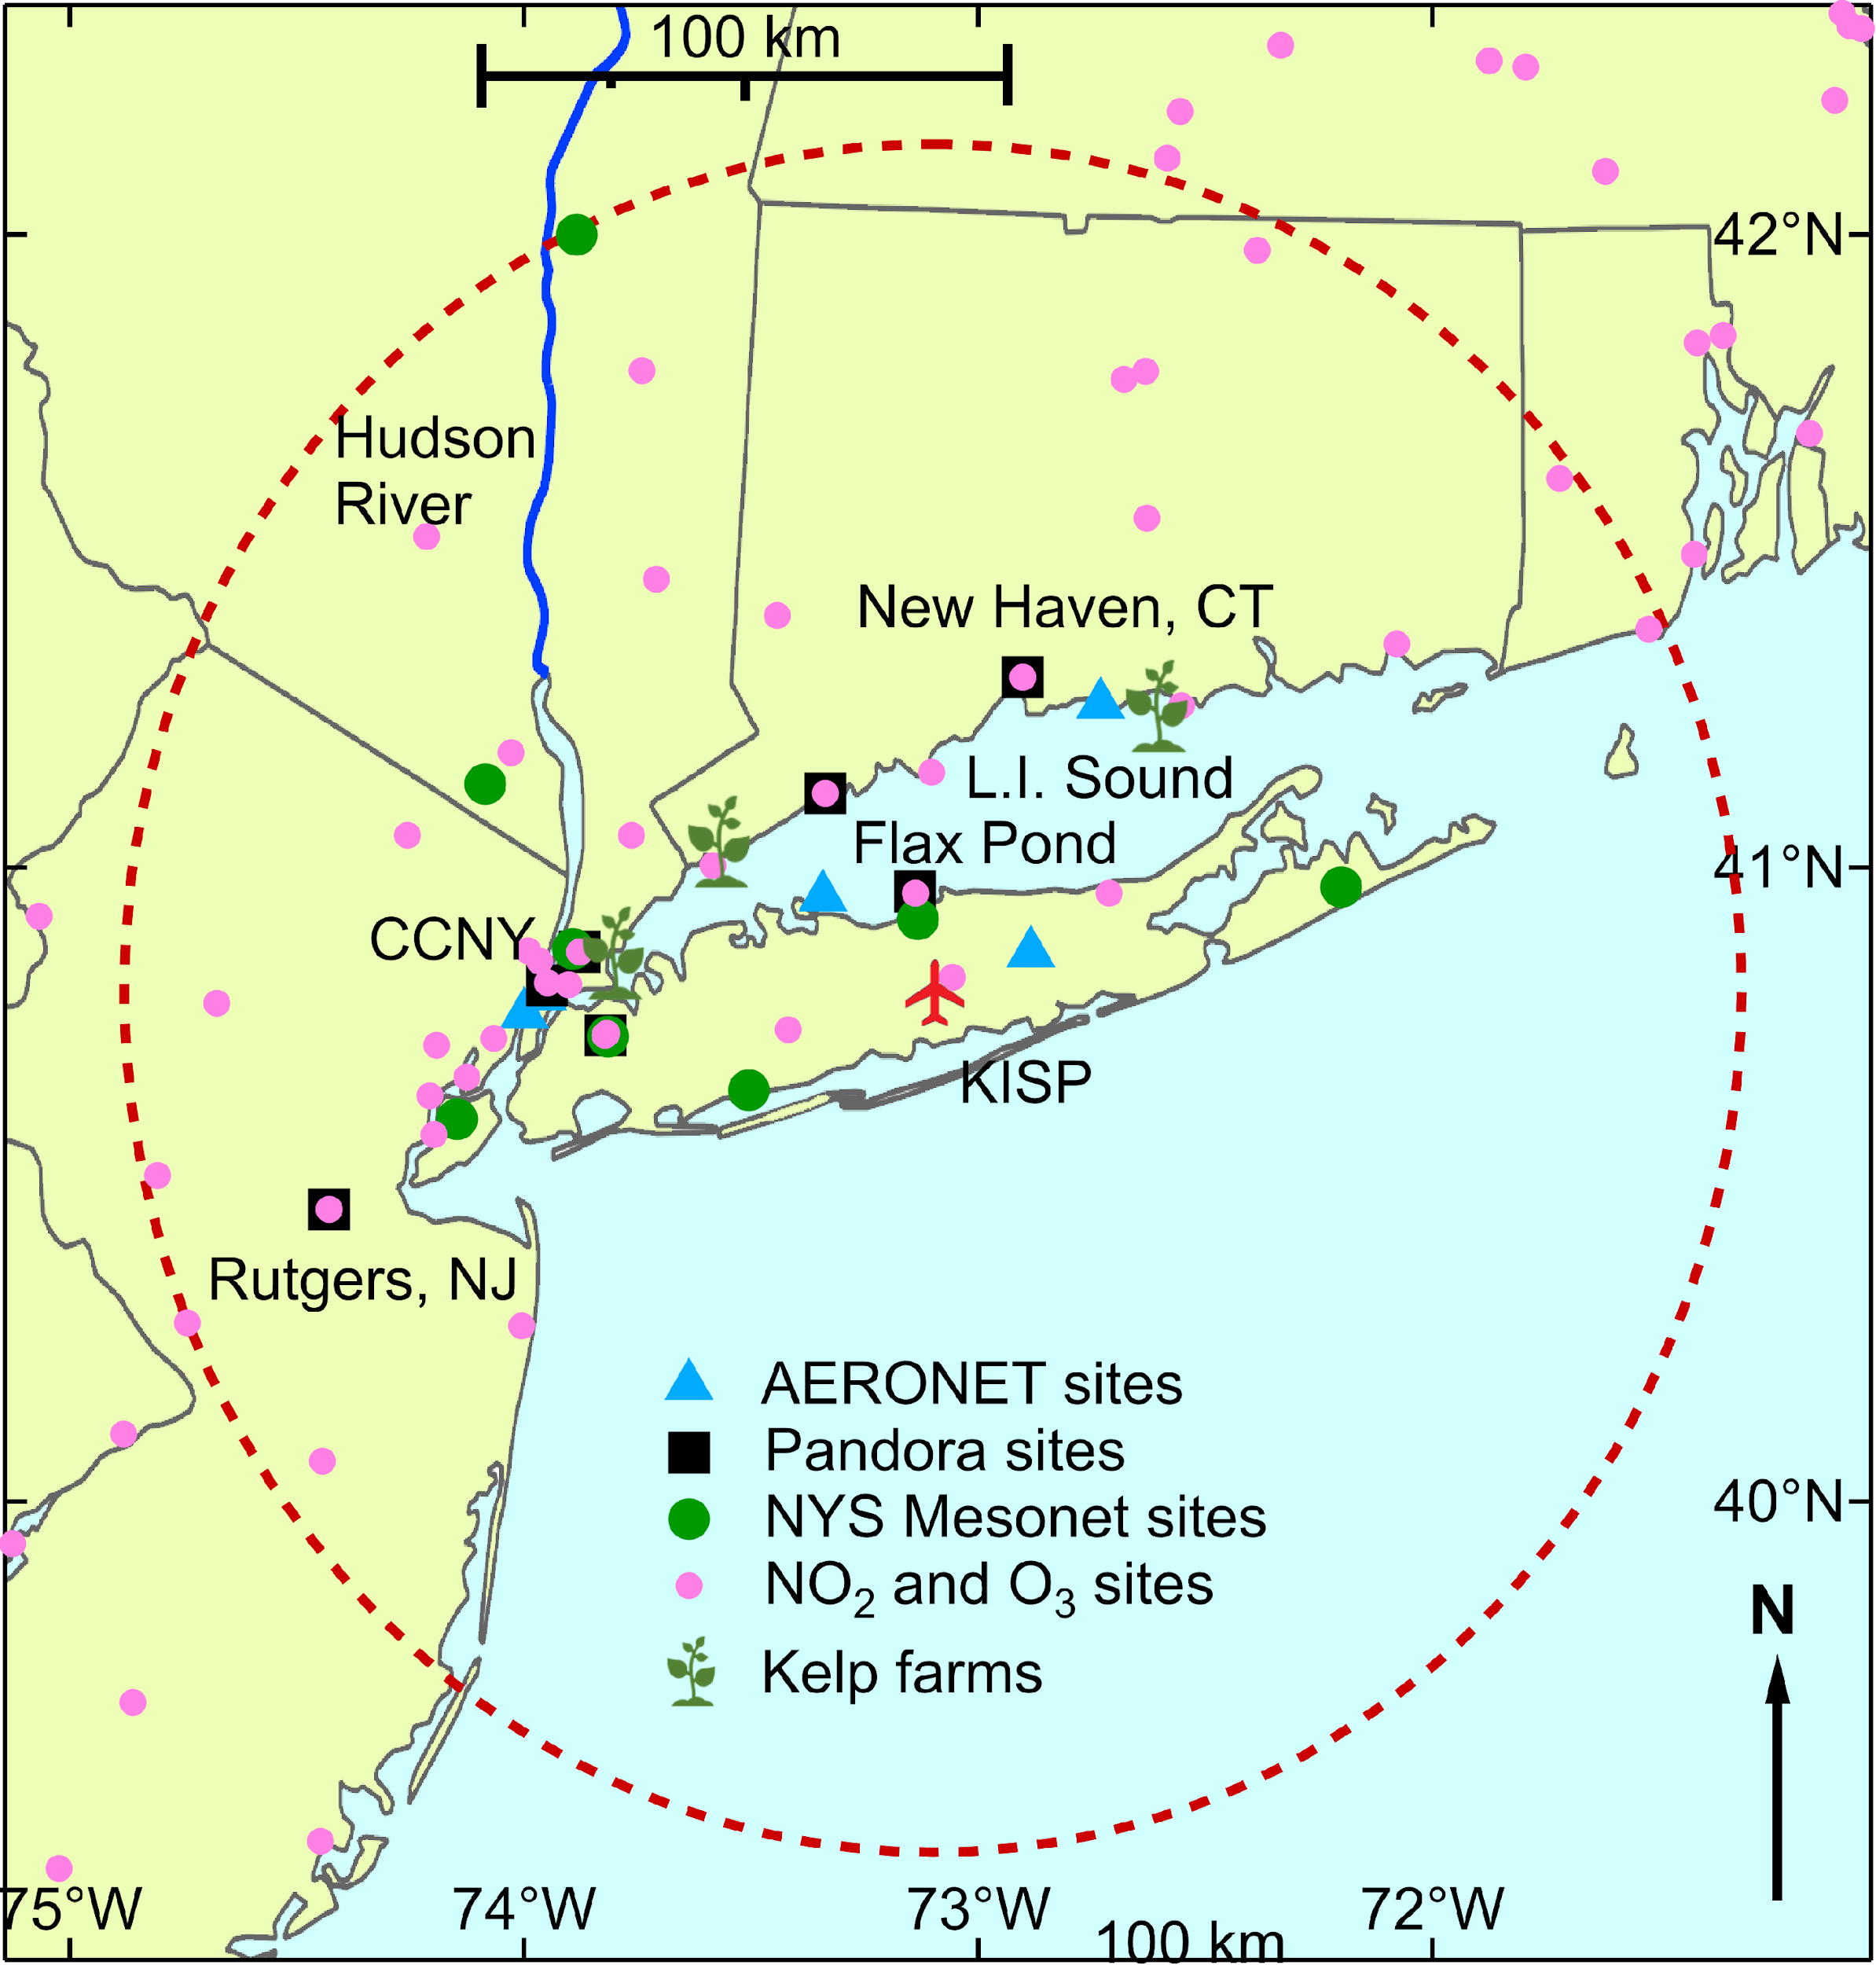 100 km
42°N
Hudson
River
New Haven, CT
L.I. Sound
Flax Pond
41°N
CCNY
KISP
Rutgers, NJ
AERONET sites
Pandora sites
NYS Mesonet sites
40°N
NO₂ and O₃ sites
N
Kelp farms
75°W
74°W
73°W
72°W
100 km